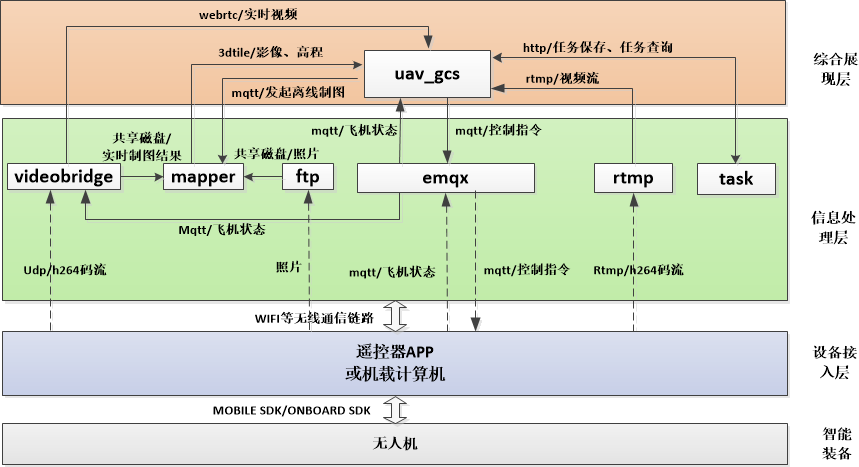 webrtc/实时视频
3dtile/影像、高程
http/任务保存、任务查询
综合展
现层
uav_gcs
rtmp/视频流
mqtt/发起离线制图
mqtt/飞机状态
mqtt/控制指令
共享磁盘/
实时制图结果
共享磁盘/照片
videobridge
mapper
ftp
emqx
rtmp
task
信息处
理层
Mqtt/飞机状态
Udp/h264码流
照片
mqtt/飞机状态
mqtt/控制指令
Rtmp/h264码流
WIFI等无线通信链路
遥控器APP
或机载计算机
设备接
入层
MOBILE SDK/ONBOARD SDK
无人机
智能
装备